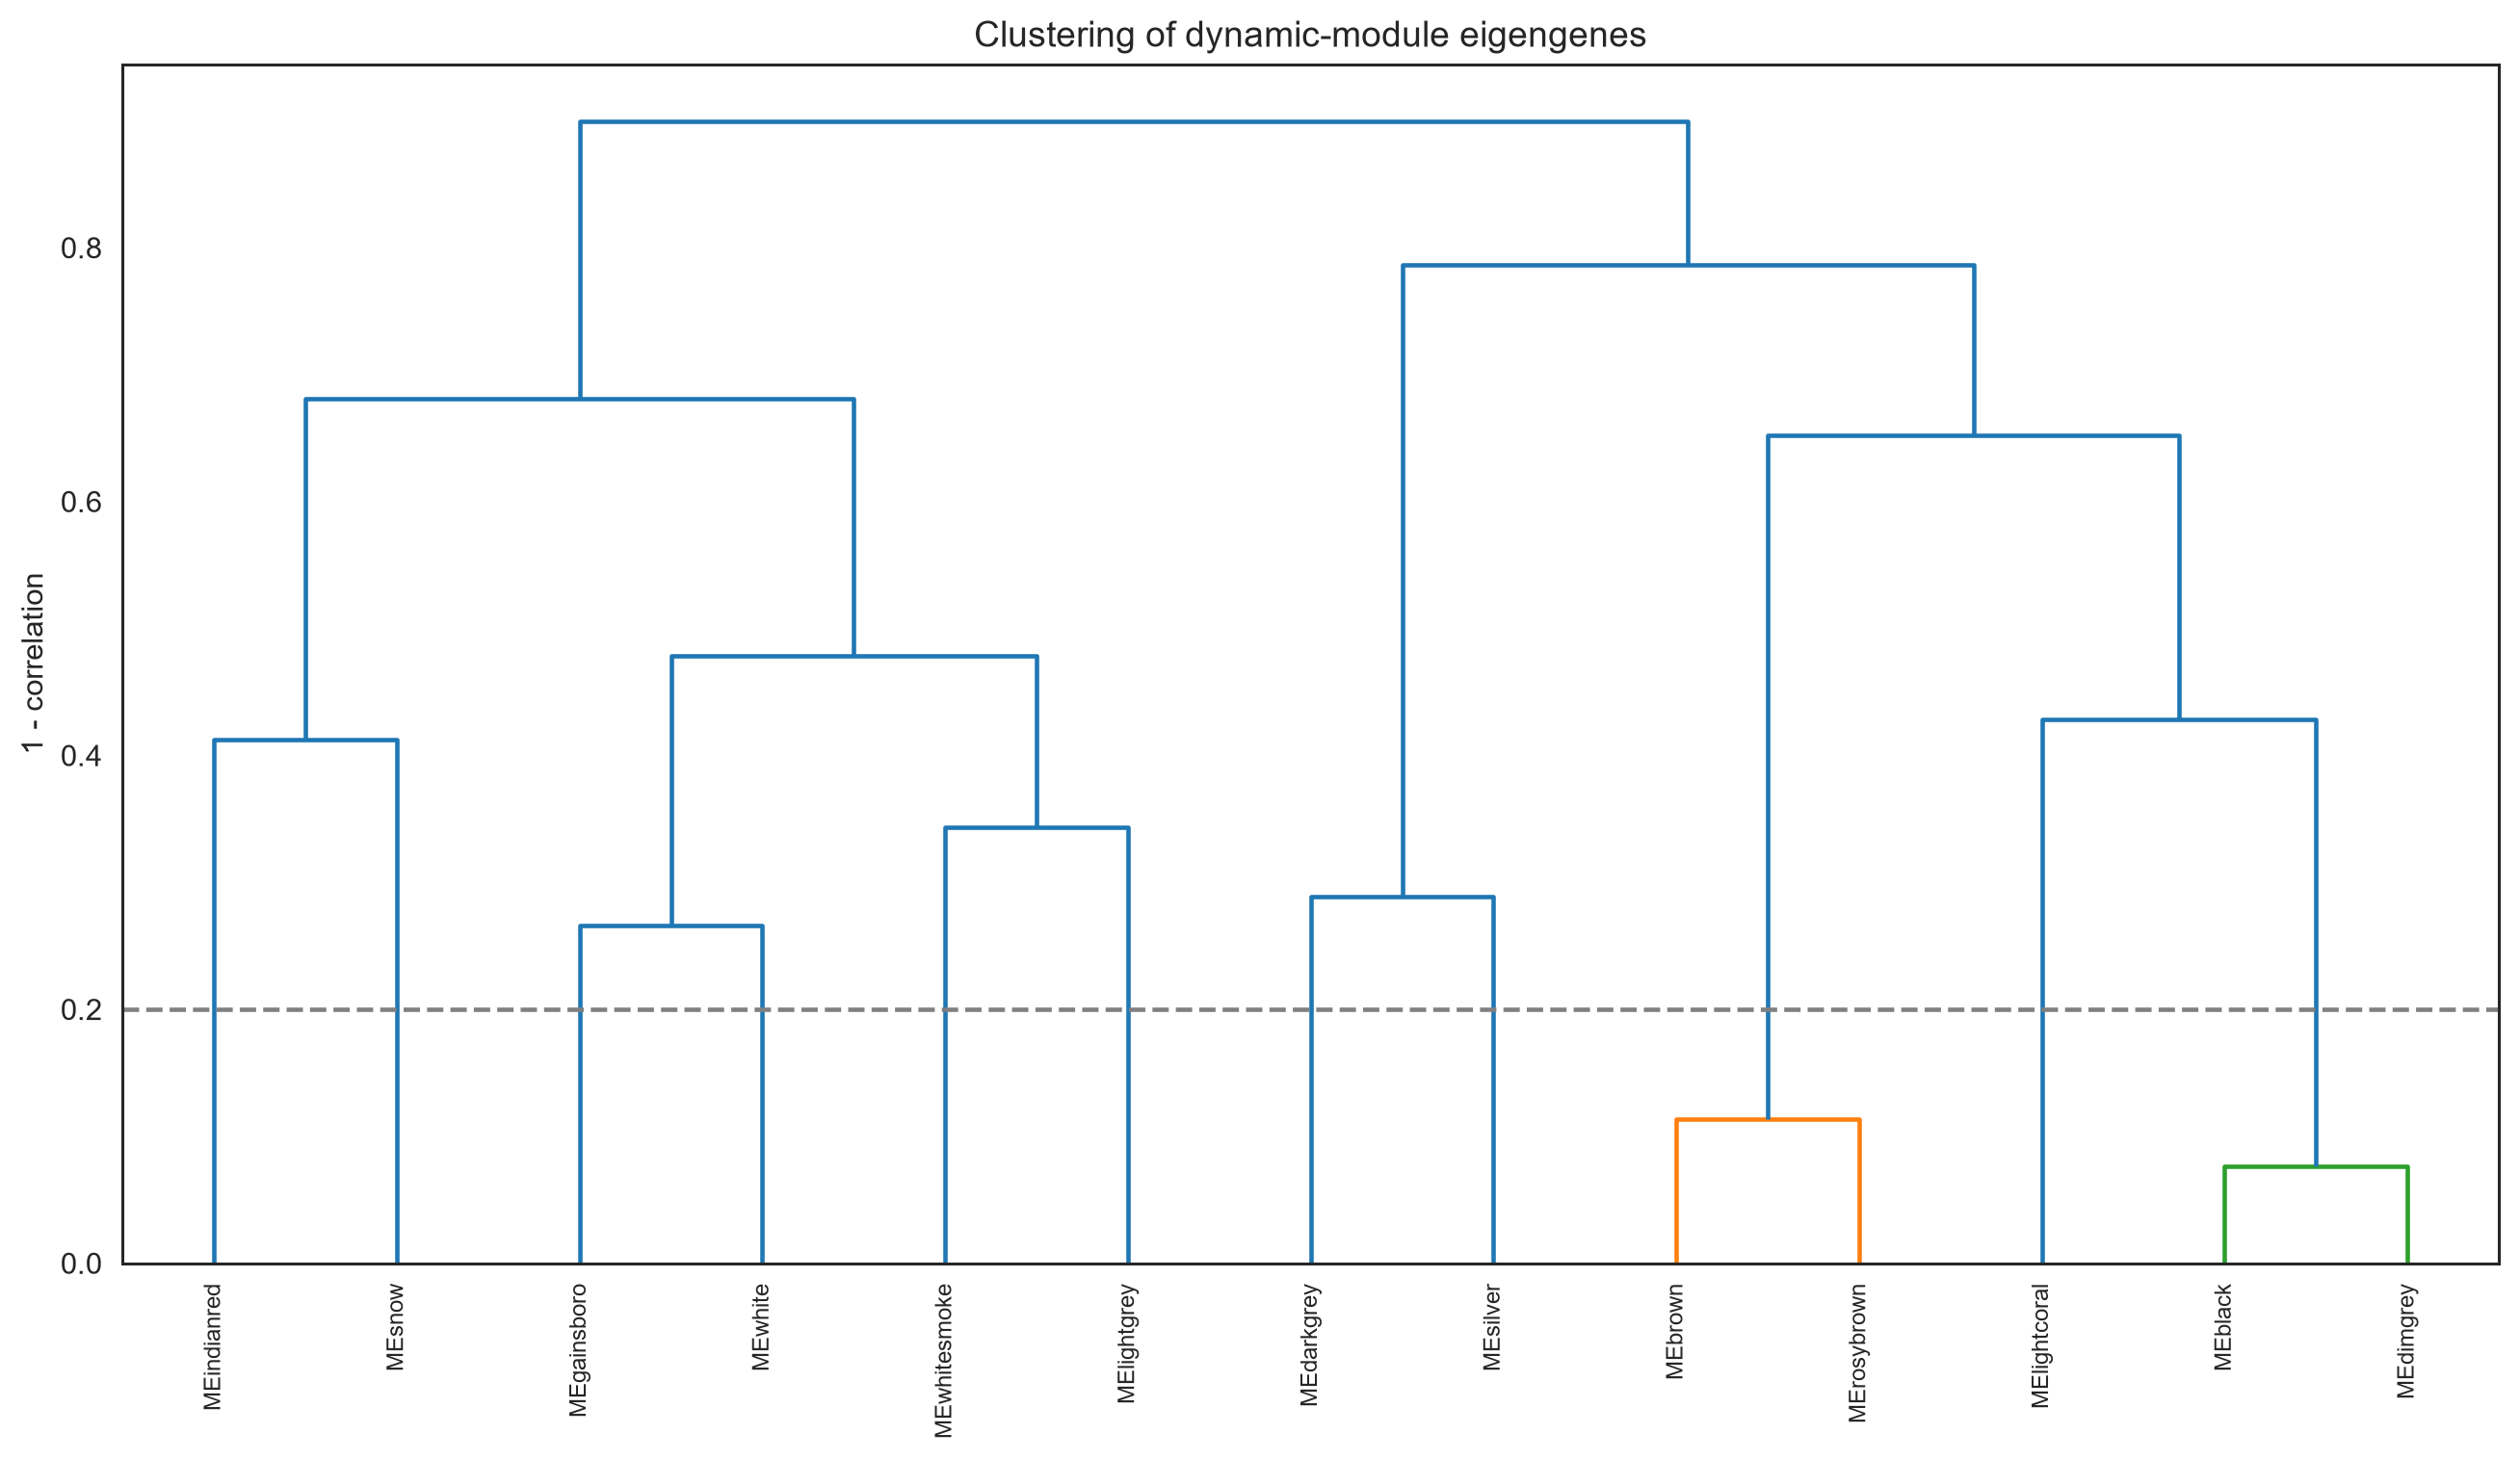 Clustering of dynamic-module eigengenes
1 - correlation
0.8
0.6
0.4
0.2
0.0
MEindianred
MEsnow
MEgainsboro
MEwhite
MEwhitesmoke
MElightgrey
MEdarkgrey
MEsilver
MEbrown
MErosybrown
MElightcoral
MEblack
MEdimgrey